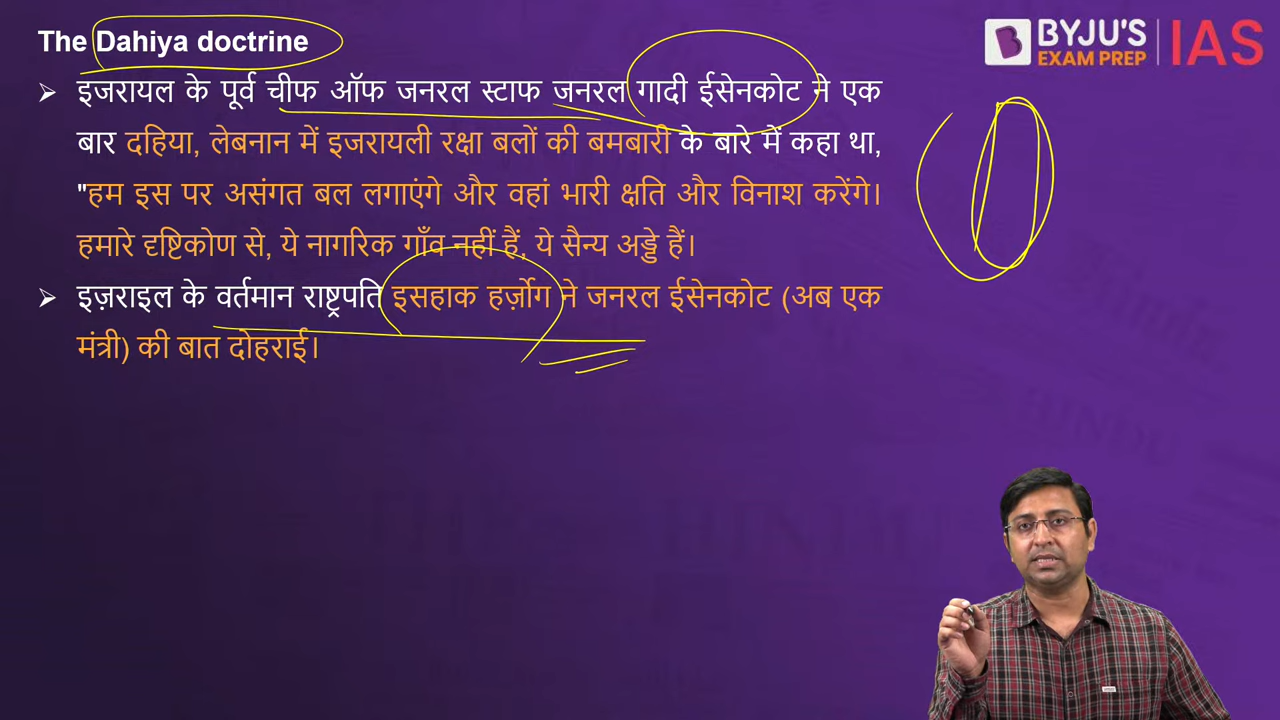 The Dahiya doctrine
BYJU'S
EXAM PREP
IAS
➢ इजरायल के पूर्व चीफ ऑफ जनरल स्टाफ जनरल गादी ईसेनकोट ने एक
बार दहिया, लेबनान में इजरायली रक्षा बलों की बमबारी के बारे में कहा था,
"हम इस पर असंगत बल लगाएंगे और वहां भारी क्षति और विनाश करेंगे।
हमारे दृष्टिकोण से, ये नागरिक गाँव नहीं हैं, ये सैन्य अड्डे हैं।
➢ इज़राइल के वर्तमान राष्ट्रपति इसहाक हर्ज़ोग ने जनरल ईसेनकोट (अब एक
मंत्री) की बात दोहराई।